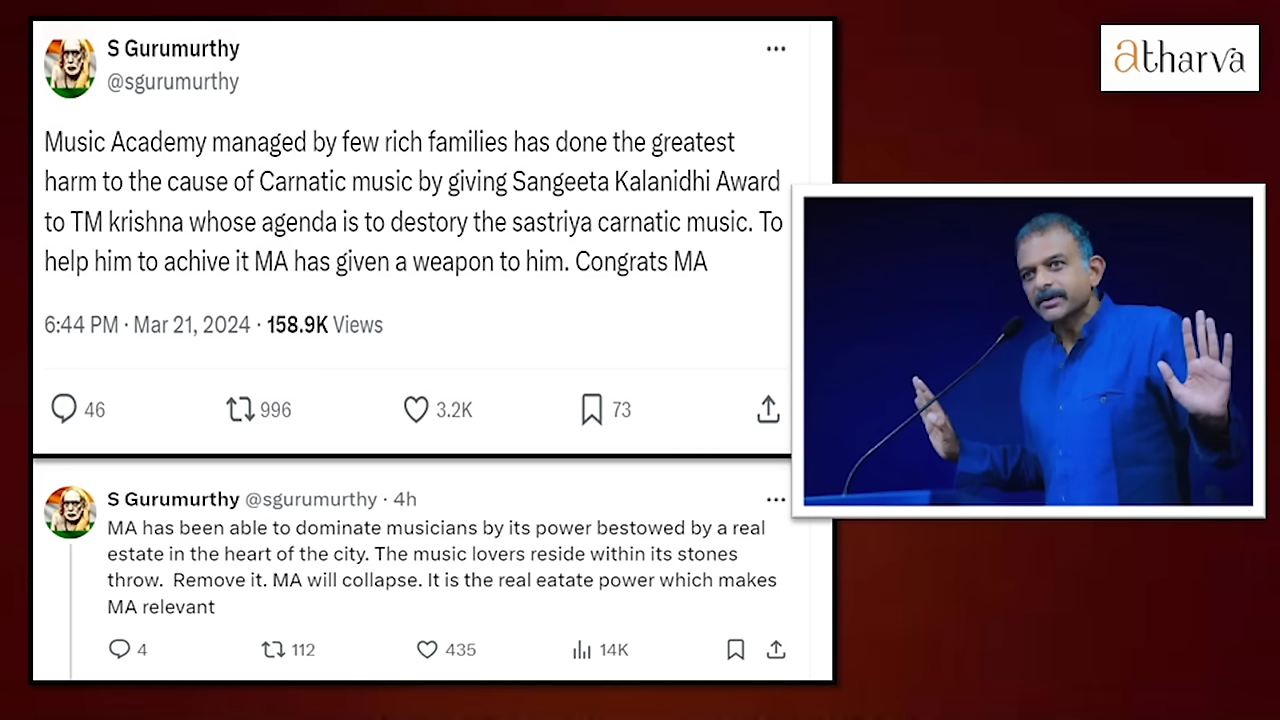 S Gurumurthy
@sgurumurthy
Music Academy managed by few rich families has done the greatest
harm to the cause of Carnatic music by giving Sangeeta Kalanidhi Award
to TM krishna whose agenda is to destory the sastriya carnatic music. To
help him to achive it MA has given a weapon to him. Congrats MA
6:44 PM · Mar 21, 2024 · 158.9K Views
46 996 3.2K 73
S Gurumurthy @sgurumurthy · 4h
MA has been able to dominate musicians by its power bestowed by a real
estate in the heart of the city. The music lovers reside within its stones
throw. Remove it. MA will collapse. It is the real eatate power which makes
MA relevant
4 112 435 14K
atharva